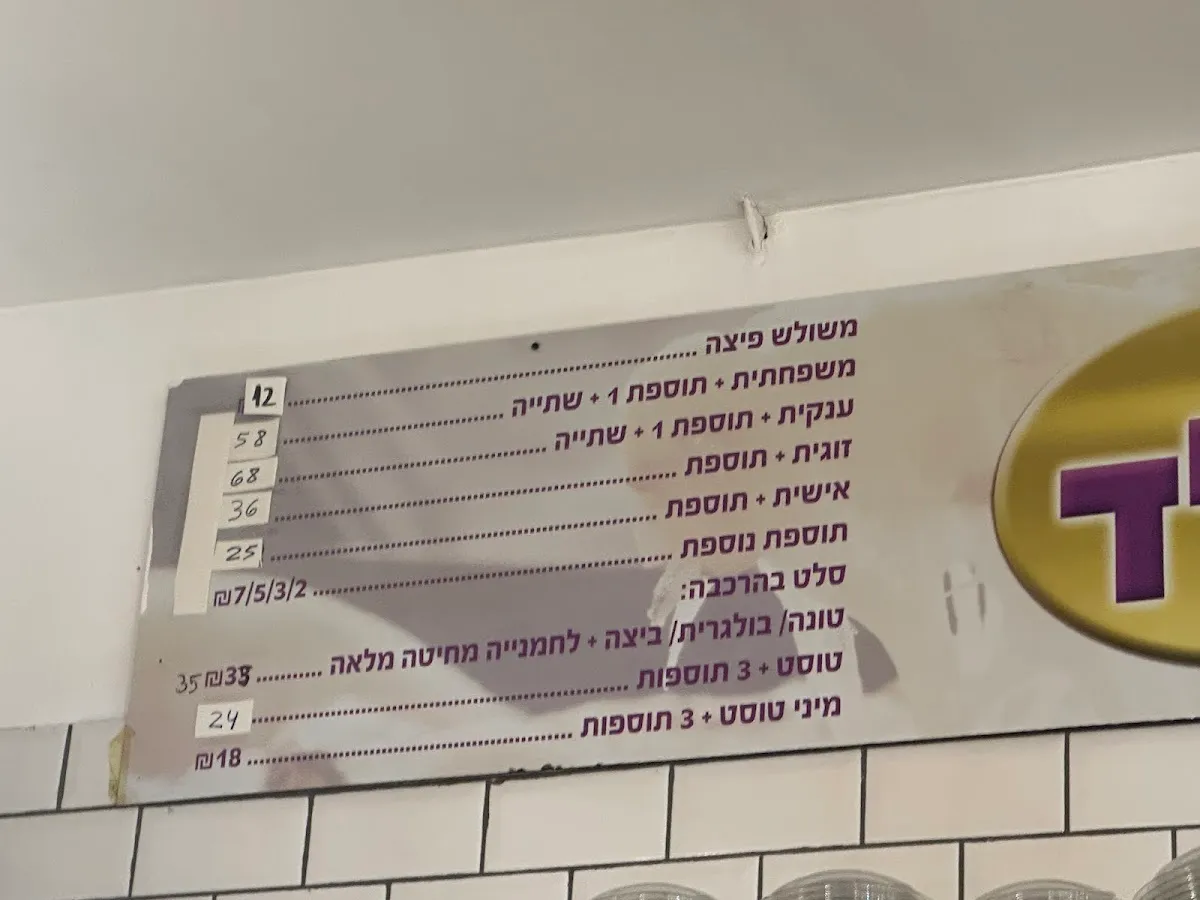 משולש פיצה ........ 12
משפחתית + תוספת 1 + שתייה ........ 58
ענקית + תוספת 1 + שתייה ........ 68
זוגית + תוספת ........ 36
אישית + תוספת ........ 25
תוספת נוספת ........ 7/5/3/2₪
סלט בהרכבה:
טונה/ בולגרית/ ביצה + לחמנייה מחיטה מלאה ........ ₪ 35
טוסט + 3 תוספות ........ 24
מיני טוסט + 3 תוספות ........ 18₪